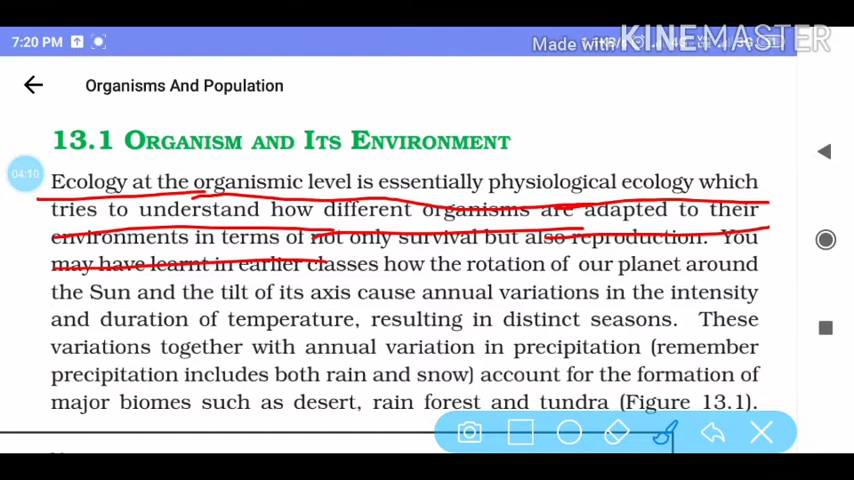 7:20 PM
Made with KINEMASTER
Organisms And Population
13.1 ORGANISM AND ITS ENVIRONMENT
04:10
Ecology at the organismic level is essentially physiological ecology which
tries to understand how different organisms are adapted to their
environments in terms of not only survival but also reproduction. You
may have learnt in earlier classes how the rotation of our planet around
the Sun and the tilt of its axis cause annual variations in the intensity
and duration of temperature, resulting in distinct seasons. These
variations together with annual variation in precipitation (remember
precipitation includes both rain and snow) account for the formation of
major biomes such as desert, rain forest and tundra (Figure 13.1).